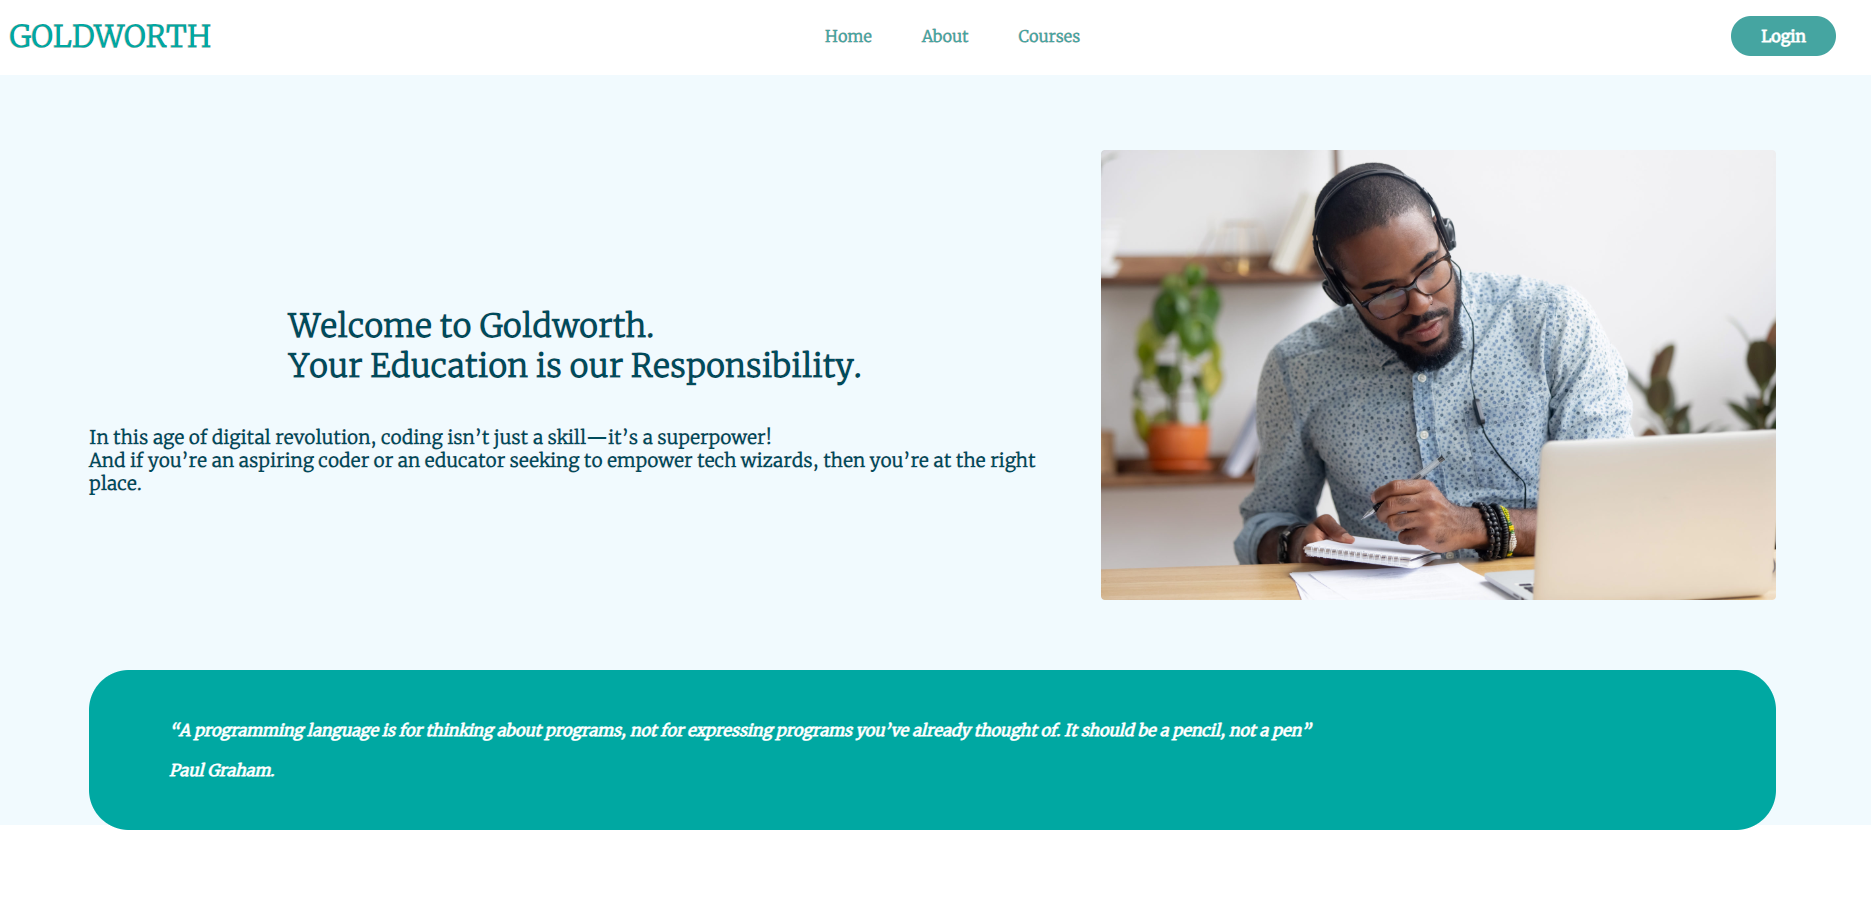 GOLDWORTH
Home About Courses
Login
Welcome to Goldworth.
Your Education is our Responsibility.
In this age of digital revolution, coding isn’t just a skill—it’s a superpower!
And if you’re an aspiring coder or an educator seeking to empower tech wizards, then you’re at the right
place.
“A programming language is for thinking about programs, not for expressing programs you’ve already thought of. It should be a pencil, not a pen”
Paul Graham.